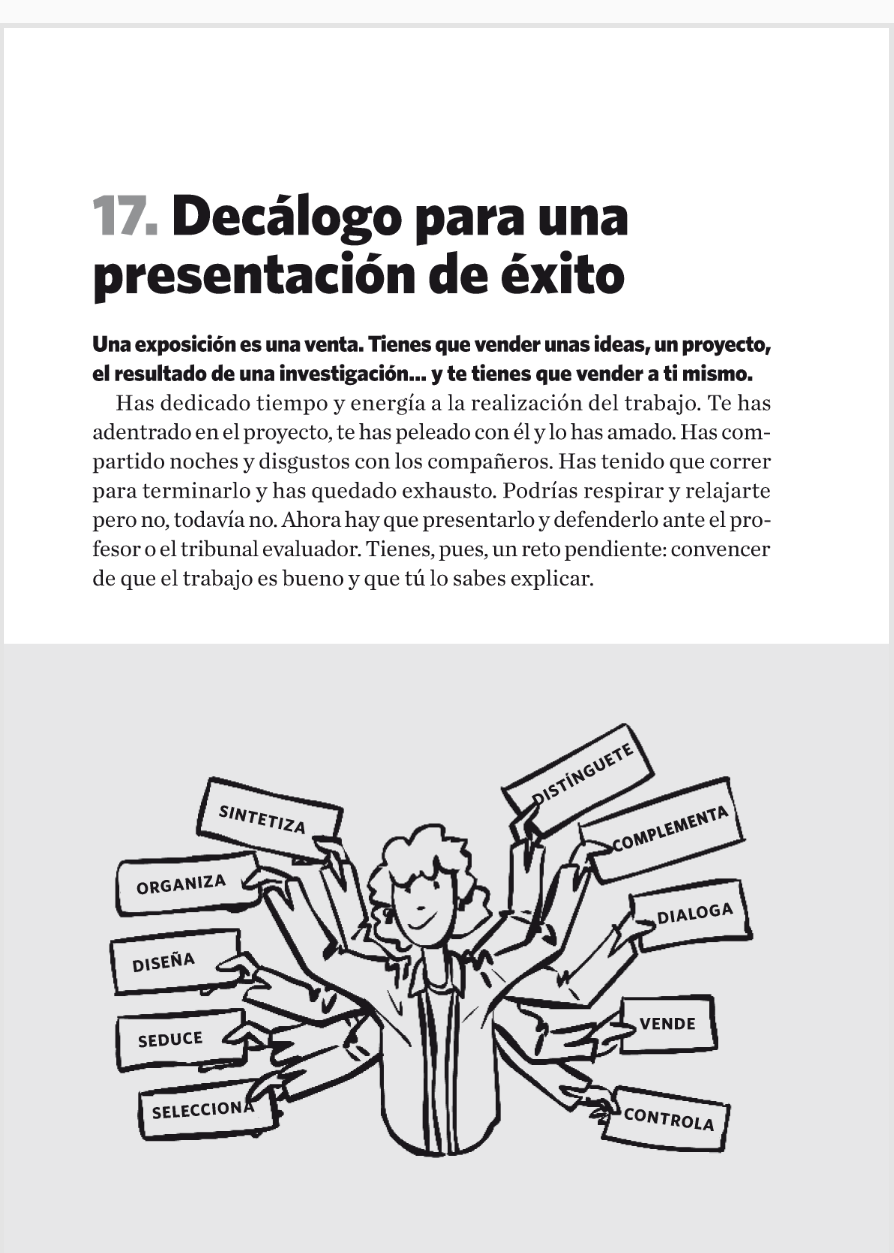 17. Decálogo para una
presentación de éxito
Una exposición es una venta. Tienes que vender unas ideas, un proyecto,
el resultado de una investigación... y te tienes que vender a ti mismo.
Has dedicado tiempo y energía a la realización del trabajo. Te has
adentrado en el proyecto, te has peleado con él y lo has amado. Has com-
partido noches y disgustos con los compañeros. Has tenido que correr
para terminarlo y has quedado exhausto. Podrías respirar y relajarte
pero no, todavía no. Ahora hay que presentarlo y defenderlo ante el pro-
fesor o el tribunal evaluador. Tienes, pues, un reto pendiente: convencer
de que el trabajo es bueno y que tú lo sabes explicar.
SINTETIZA
ORGANIZA
DISEÑA
SEDUCE
SELECCIONA
DISTÍNGUETE
COMPLEMENTA
DIALOGA
VENDE
CONTROLA